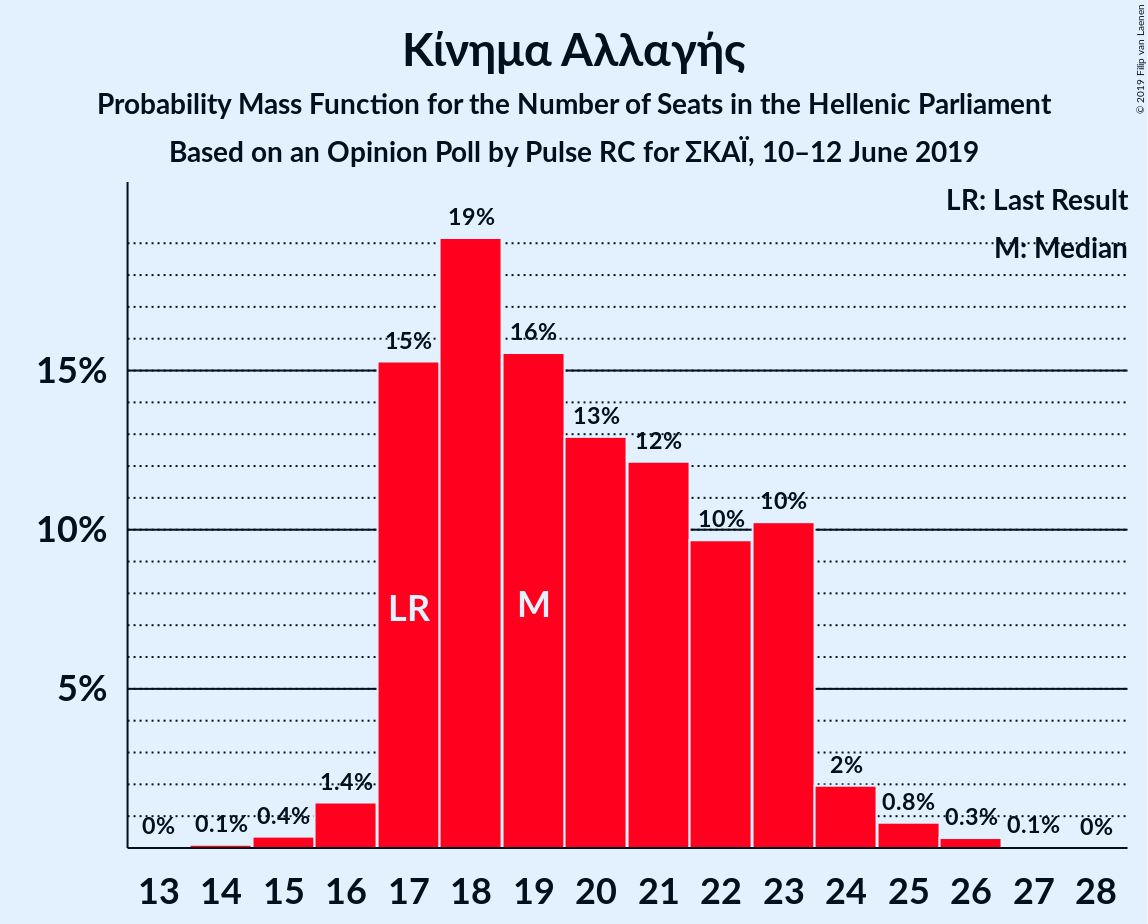 Κίνημα Αλλαγής
Probability Mass Function for the Number of Seats in the Hellenic Parliament
Based on an Opinion Poll by Pulse RC for ΣΚΑΪ, 10–12 June 2019
© 2019 Filip van Laenen
LR: Last Result
M: Median
15%
10%
5%
0%
0.1%
0.4%
1.4%
15%
19%
16%
13%
12%
10%
10%
2%
0.8%
0.3%
0.1%
0%
LR
M
13 14 15 16 17 18 19 20 21 22 23 24 25 26 27 28